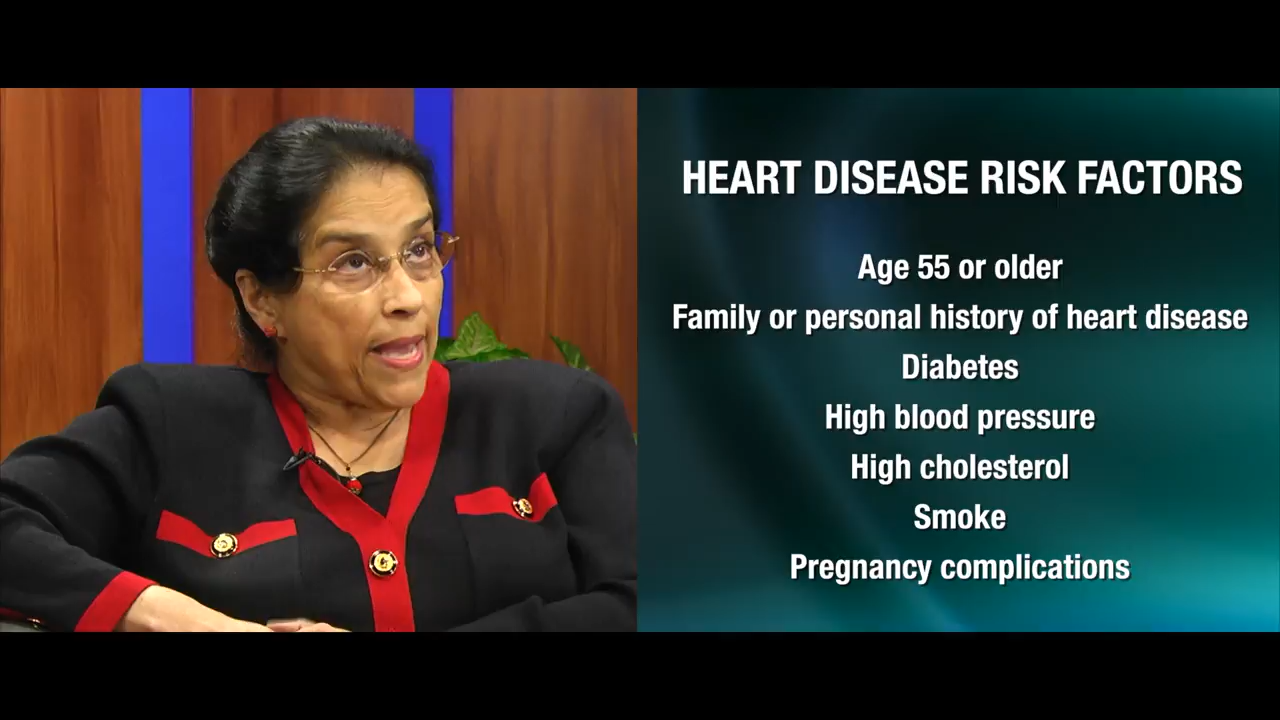 HEART DISEASE RISK FACTORS
Age 55 or older
Family or personal history of heart disease
Diabetes
High blood pressure
High cholesterol
Smoke
Pregnancy complications